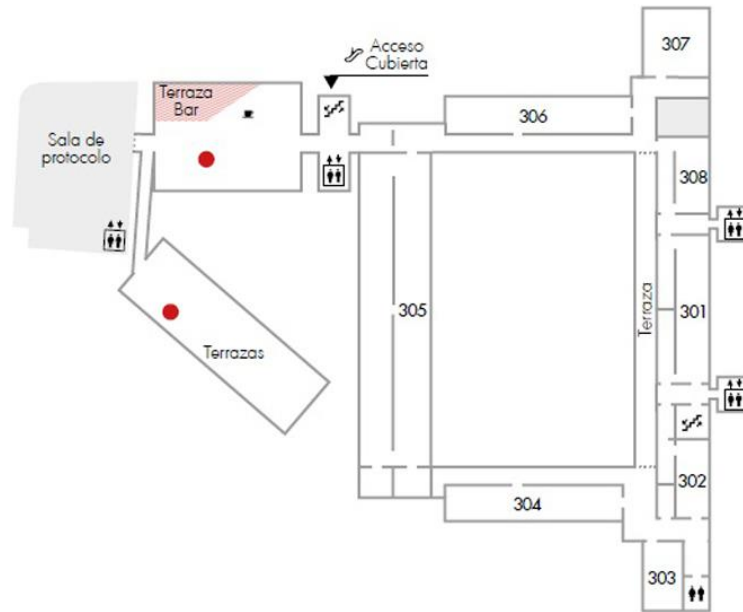 307
Acceso
Cubierta
Terraza
Bar
306
Sala de
protocolo
308
Terraza
301
305
Terrazas
302
304
303